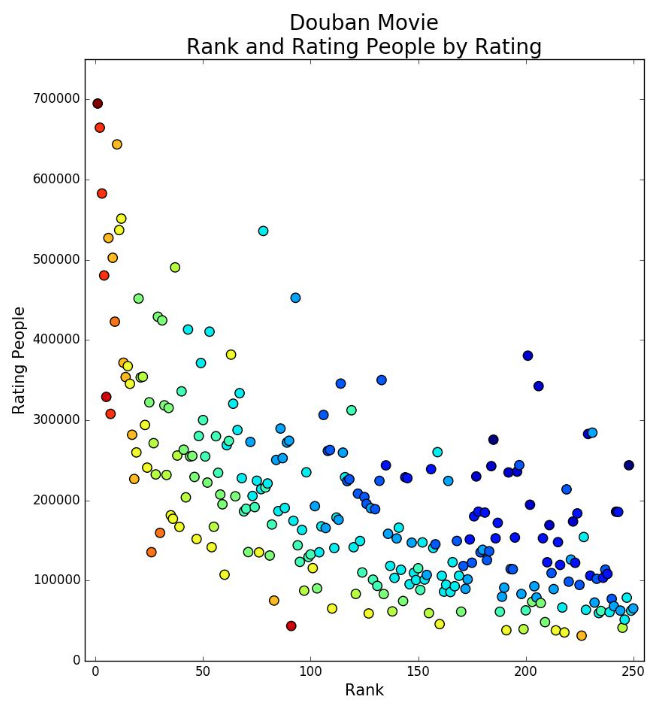 Douban Movie
Rank and Rating People by Rating
700000
600000
500000
400000
300000
200000
100000
0
Rating People
0 50 100 150 200 250
Rank